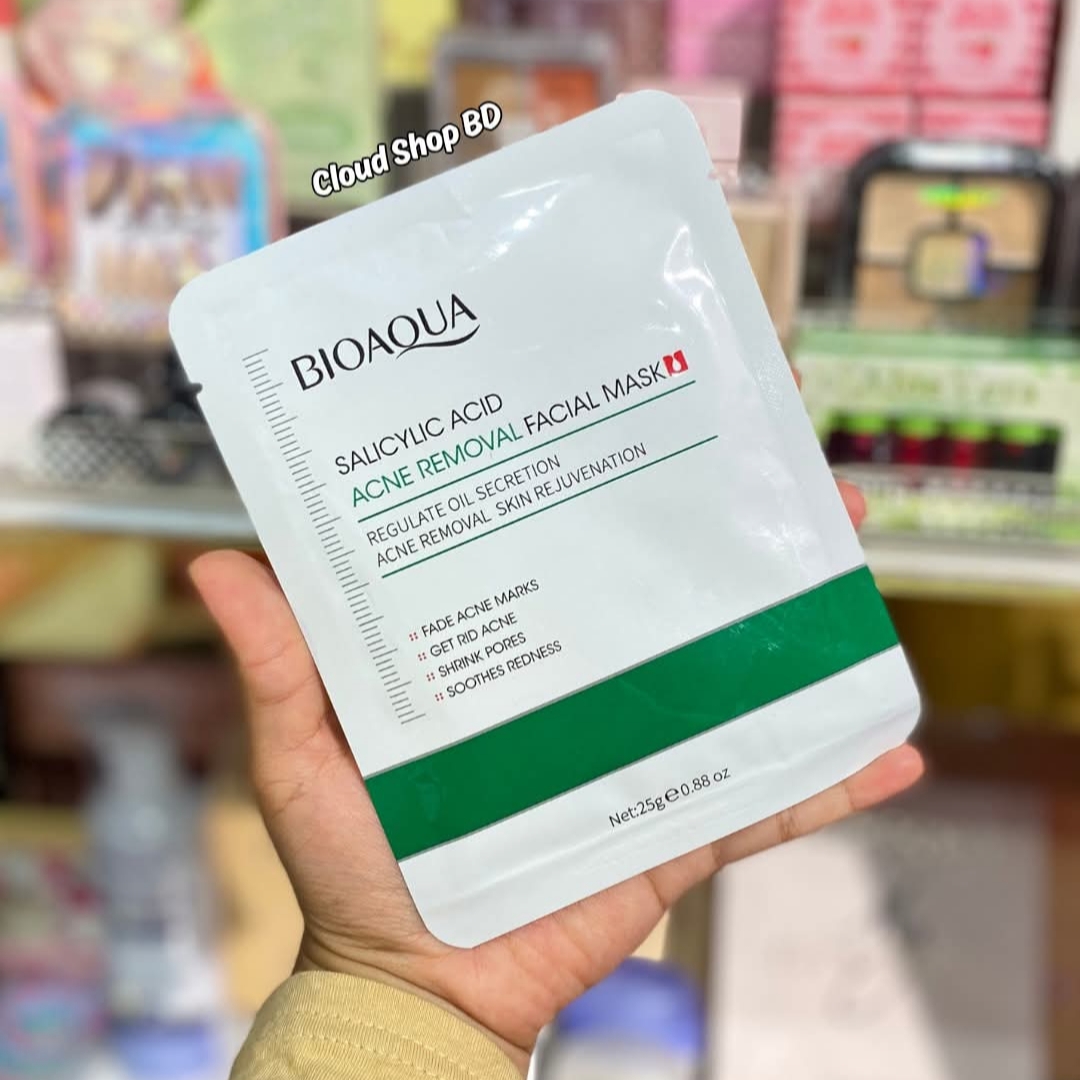 Cloud Shop BD
BIOAQUA
SALICYLIC ACID
ACNE REMOVAL FACIAL MASK
REGULATE OIL SECRETION
ACNE REMOVAL SKIN REJUVENATION
:: FADE ACNE MARKS
:: GET RID ACNE
:: SHRINK PORES
:: SOOTHES REDNESS
Net:25g℮0.88 oz